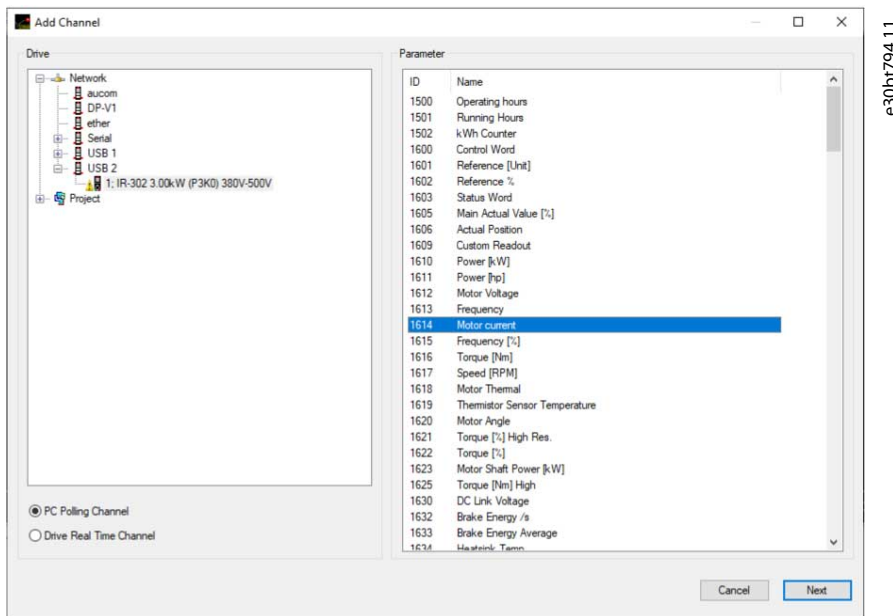 Add Channel
Drive
Network
aucom
DP-V1
ether
Serial
USB 1
USB 2
1; IR-302 3.00kW (P3K0) 380V-500V
Project
PC Polling Channel
Drive Real Time Channel
Parameter
ID Name
1500 Operating hours
1501 Running Hours
1502 kWh Counter
1600 Control Word
1601 Reference [Unit]
1602 Reference %
1603 Status Word
1605 Main Actual Value [%]
1606 Actual Position
1609 Custom Readout
1610 Power [kW]
1611 Power [hp]
1612 Motor Voltage
1613 Frequency
1614 Motor current
1615 Frequency [%]
1616 Torque [Nm]
1617 Speed [RPM]
1618 Motor Thermal
1619 Thermistor Sensor Temperature
1620 Motor Angle
1621 Torque [%] High Res.
1622 Torque [%]
1623 Motor Shaft Power [kW]
1625 Torque [Nm] High
1630 DC Link Voltage
1632 Brake Energy /s
1633 Brake Energy Average
1634 Heatsink Temp
Cancel Next
e30bt794.11